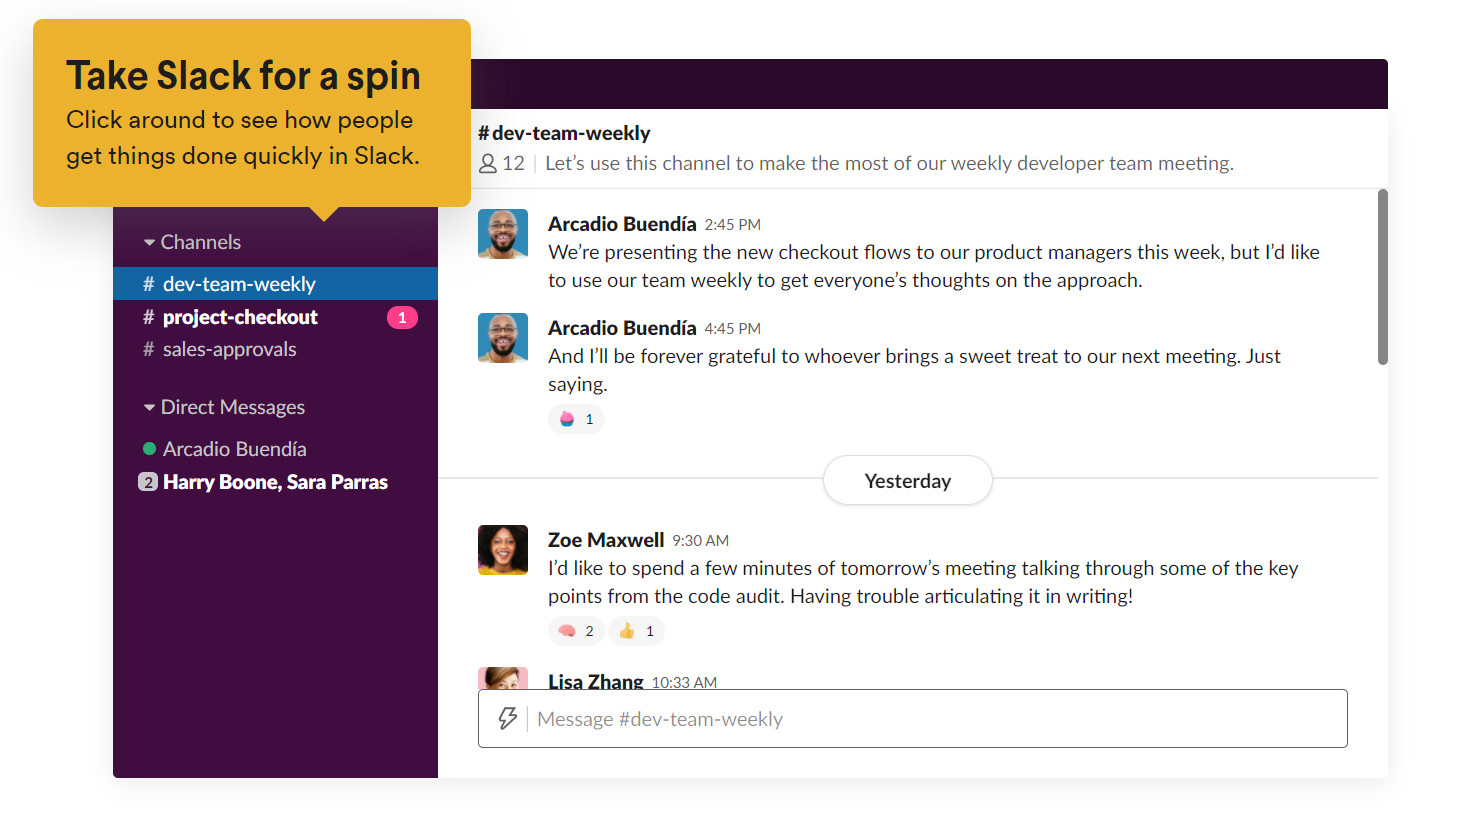 Take Slack for a spin
Click around to see how people
get things done quickly in Slack.
Channels
# dev-team-weekly
# project-checkout 1
# sales-approvals
Direct Messages
Arcadio Buendía
2 Harry Boone, Sara Parras
#dev-team-weekly
12 | Let’s use this channel to make the most of our weekly developer team meeting.
Arcadio Buendía 2:45 PM
We’re presenting the new checkout flows to our product managers this week, but I’d like
to use our team weekly to get everyone’s thoughts on the approach.
Arcadio Buendía 4:45 PM
And I’ll be forever grateful to whoever brings a sweet treat to our next meeting. Just
saying.
1
Yesterday
Zoe Maxwell 9:30 AM
I’d like to spend a few minutes of tomorrow’s meeting talking through some of the key
points from the code audit. Having trouble articulating it in writing!
2 1
Lisa Zhang 10:33 AM
Message #dev-team-weekly